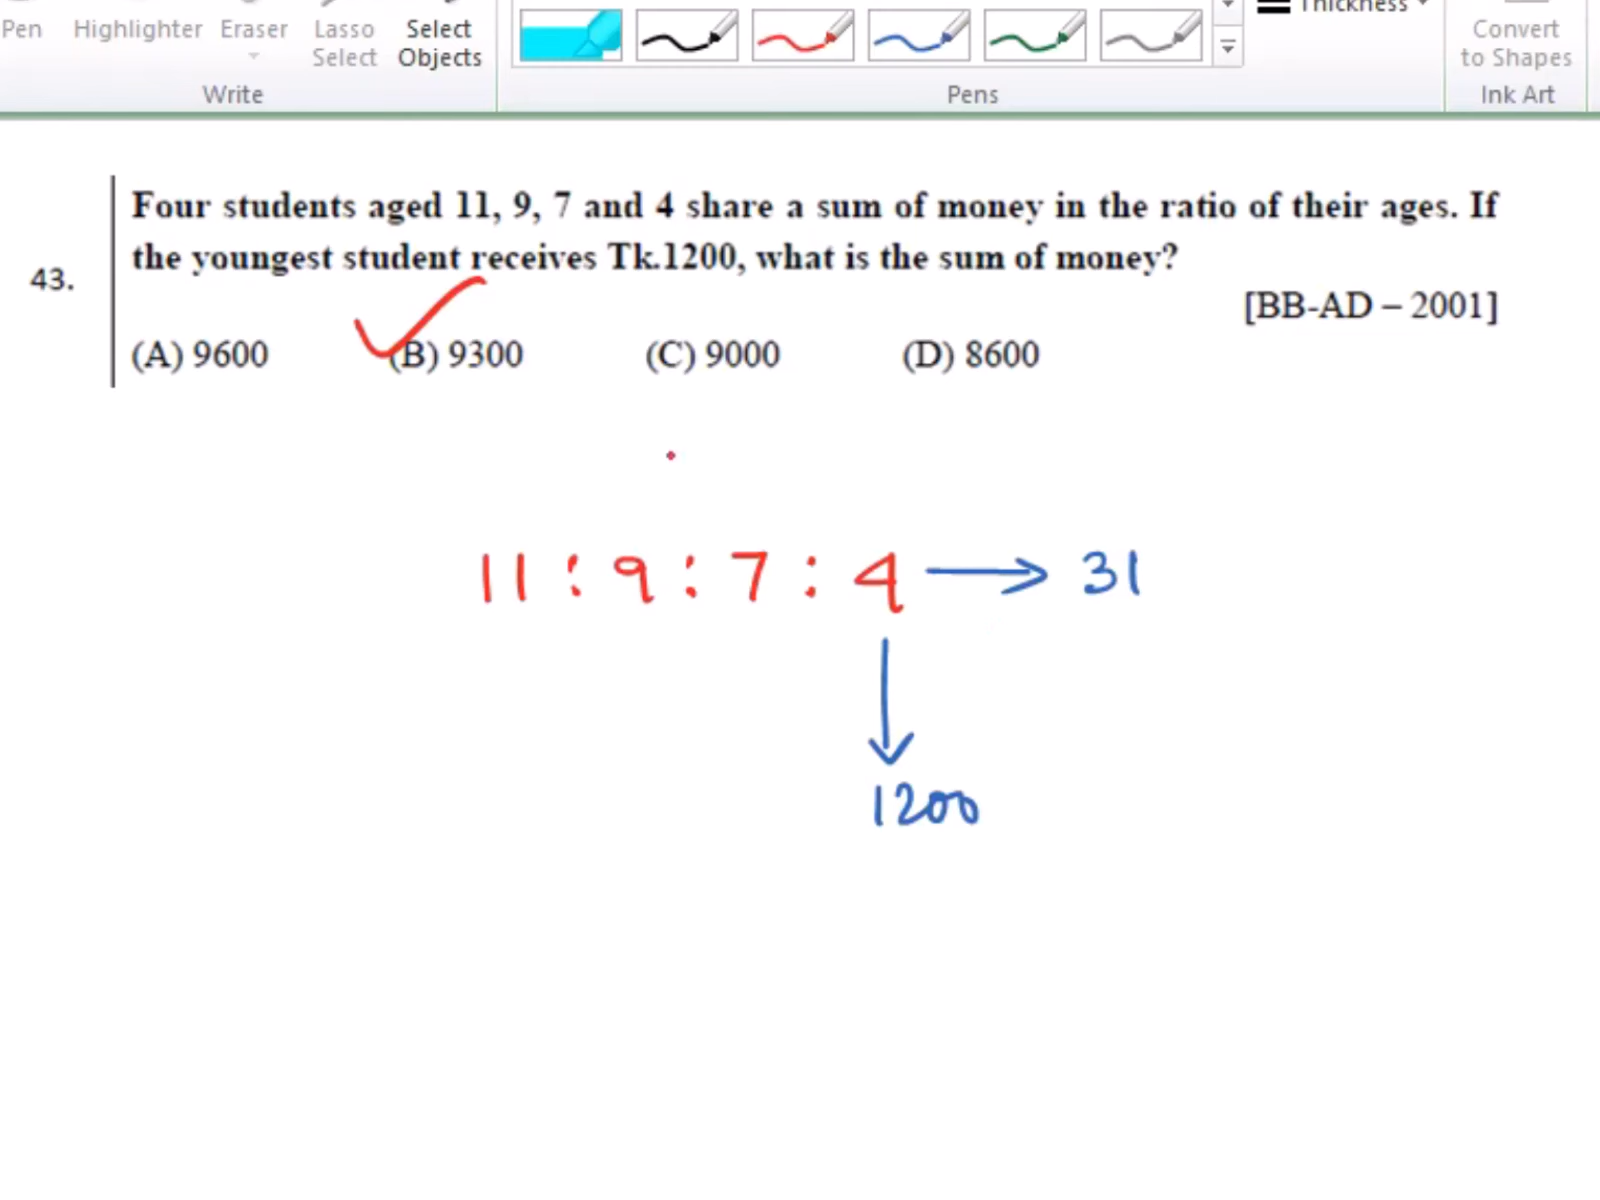 Thickness
Pen Highlighter Eraser Lasso Select Select Objects Convert to Shapes
Write Pens Ink Art
43.
Four students aged 11, 9, 7 and 4 share a sum of money in the ratio of their ages. If
the youngest student receives Tk.1200, what is the sum of money?
[BB-AD – 2001]
(A) 9600 (B) 9300 (C) 9000 (D) 8600
11 : 9 : 7 : 4 → 31
1200